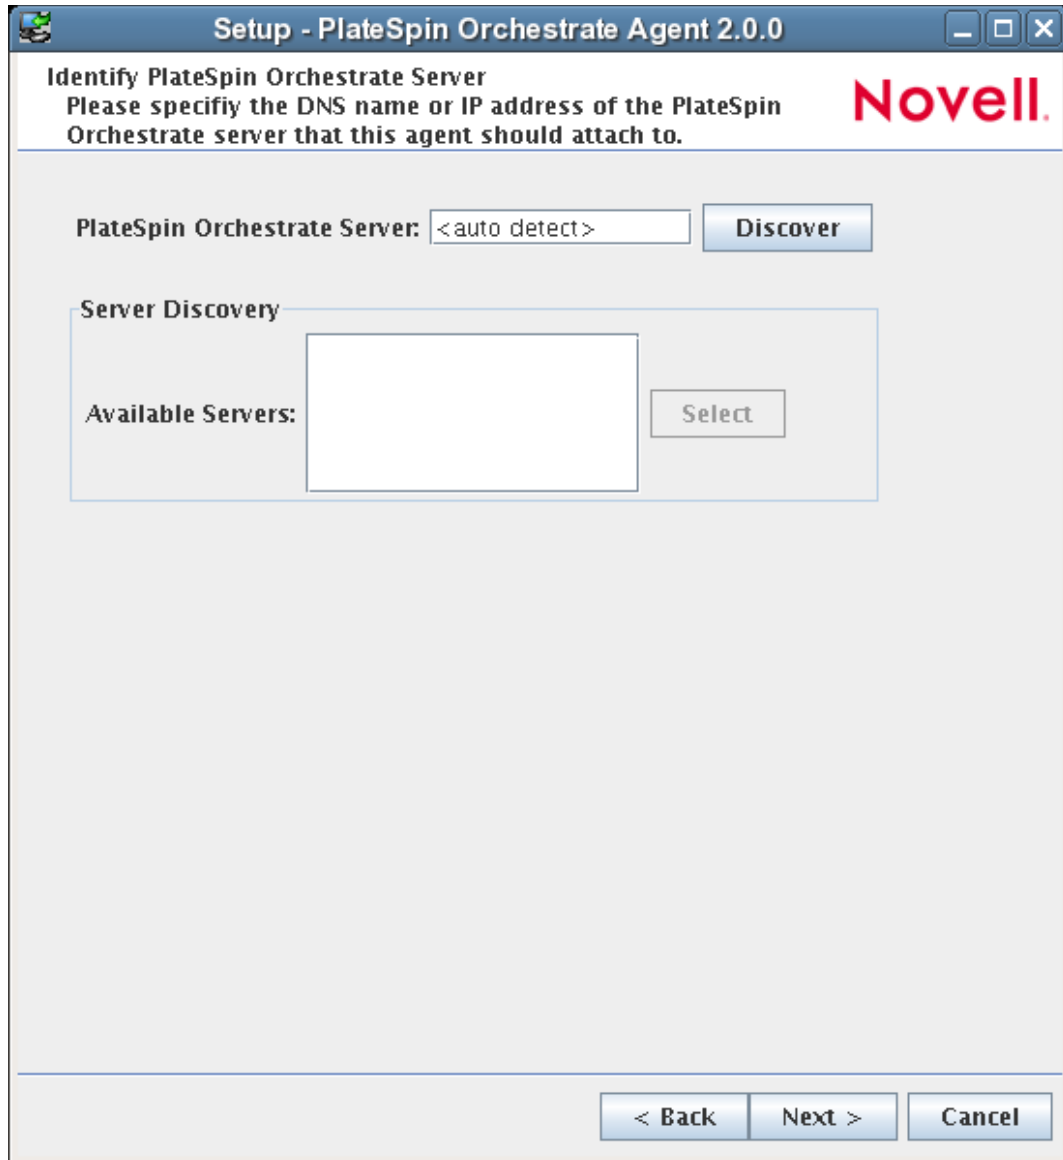 Setup - PlateSpin Orchestrate Agent 2.0.0
Identify PlateSpin Orchestrate Server
Please specifiy the DNS name or IP address of the PlateSpin
Orchestrate server that this agent should attach to.
Novell.
PlateSpin Orchestrate Server: <auto detect> Discover
Server Discovery
Available Servers: Select
< Back Next > Cancel